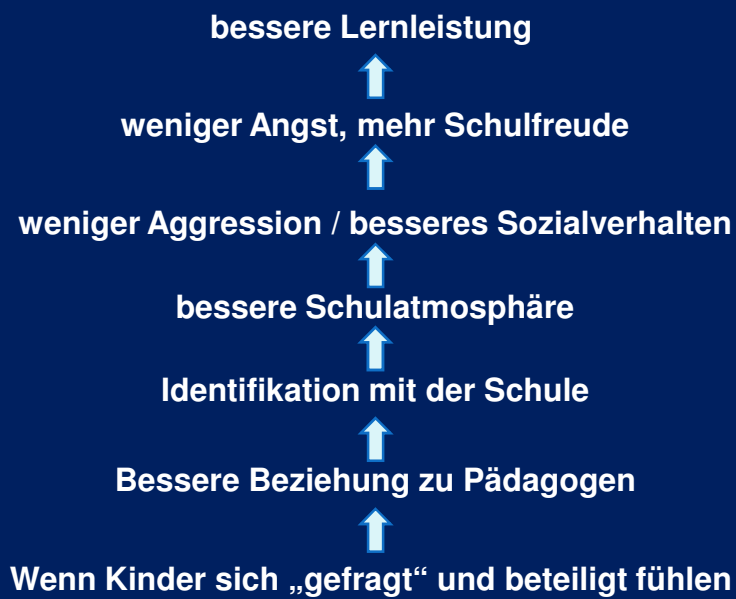 bessere Lernleistung
weniger Angst, mehr Schulfreude
weniger Aggression / besseres Sozialverhalten
bessere Schulatmosphäre
Identifikation mit der Schule
Bessere Beziehung zu Pädagogen
Wenn Kinder sich „gefragt“ und beteiligt fühlen